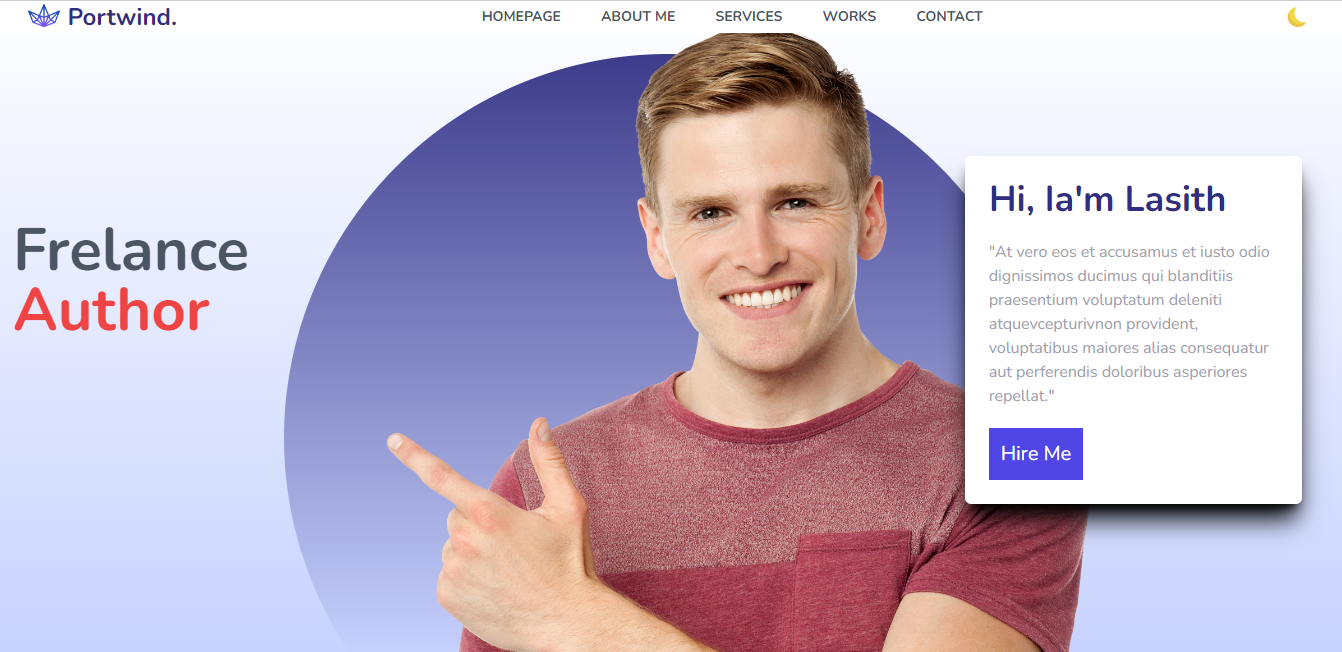 Portwind.
HOMEPAGE
ABOUT ME
SERVICES
WORKS
CONTACT
Frelance
Author
Hi, Ia'm Lasith
"At vero eos et accusamus et iusto odio
dignissimos ducimus qui blanditiis
praesentium voluptatum deleniti
atquevcepturivnon provident,
voluptatibus maiores alias consequatur
aut perferendis doloribus asperiores
repellat."
Hire Me